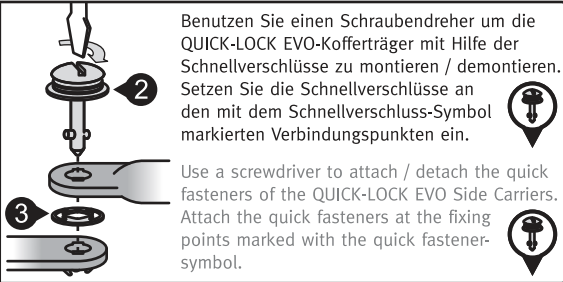 Benutzen Sie einen Schraubendreher um die
QUICK-LOCK EVO-Kofferträger mit Hilfe der
Schnellverschlüsse zu montieren / demontieren.
Setzen Sie die Schnellverschlüsse an
den mit dem Schnellverschluss-Symbol
markierten Verbindungspunkten ein.
Use a screwdriver to attach / detach the quick
fasteners of the QUICK-LOCK EVO Side Carriers.
Attach the quick fasteners at the fixing
points marked with the quick fastener-
symbol.
2
3